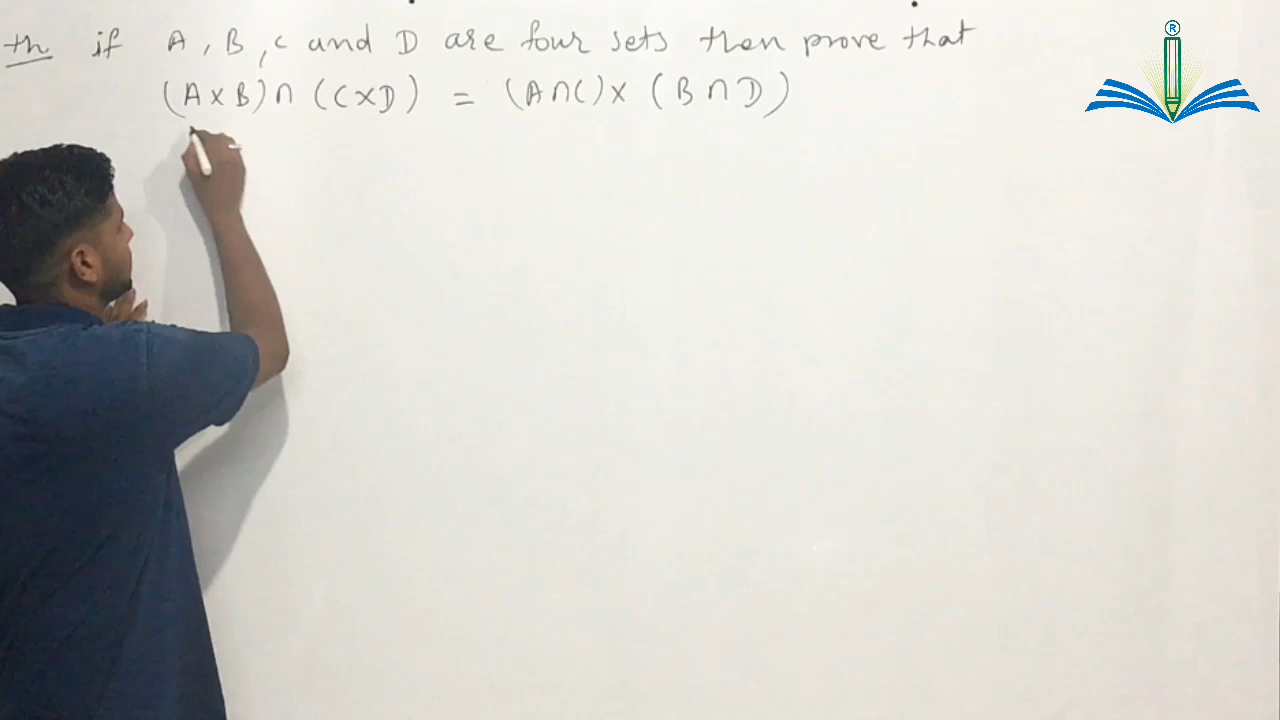 th if A, B, C and D are four sets then prove that
(A×B)∩(C×D) = (A∩C)×(B∩D)
®